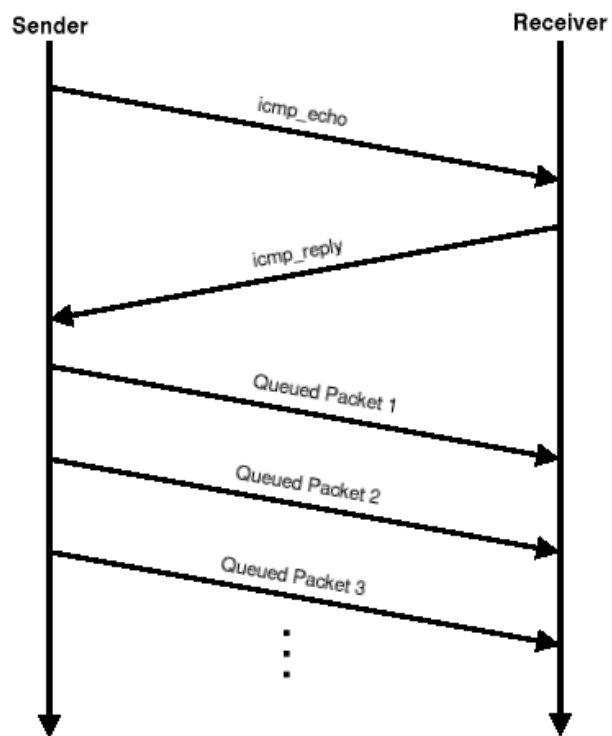 Sender
Receiver
icmp_echo
icmp_reply
Queued Packet 1
Queued Packet 2
Queued Packet 3